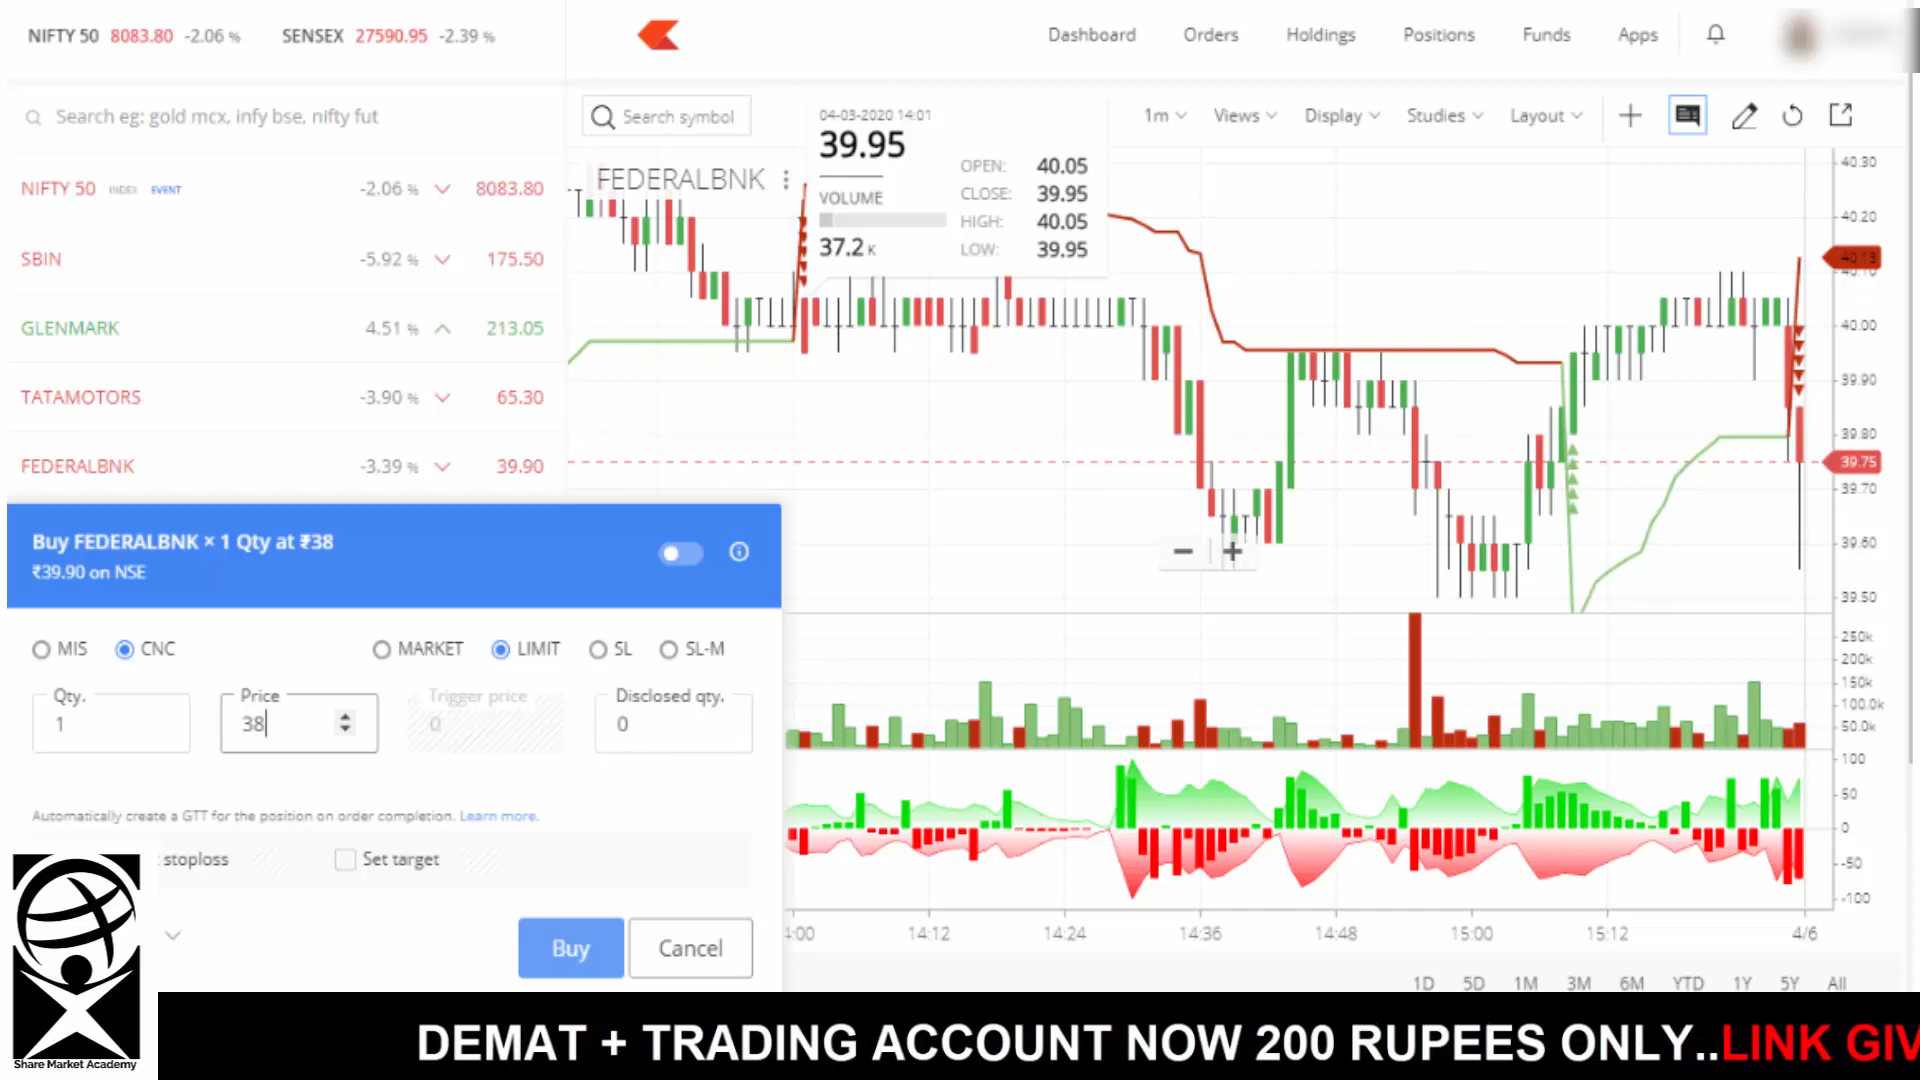 NIFTY 50 8083.80 -2.06 % SENSEX 27590.95 -2.39 %
Dashboard Orders Holdings Positions Funds Apps
Search eg: gold mcx, infy bse, nifty fut
NIFTY 50 INDEX EVENT -2.06 % 8083.80
SBIN -5.92 % 175.50
GLENMARK 4.51 % 213.05
TATAMOTORS -3.90 % 65.30
FEDERALBNK -3.39 % 39.90
Buy FEDERALBNK × 1 Qty at ₹38
₹39.90 on NSE
MIS CNC MARKET LIMIT SL SL-M
Qty. Price Trigger price Disclosed qty.
1 38 0 0
Automatically create a GTT for the position on order completion. Learn more.
stoploss Set target
Buy Cancel
Search symbol
1m Views Display Studies Layout
FEDERALBNK
04-03-2020 14:01
39.95
VOLUME
37.2 K
OPEN: 40.05
CLOSE: 39.95
HIGH: 40.05
LOW: 39.95
40.30
40.20
40.13
40.10
40.00
39.90
39.80
39.75
39.70
39.60
39.50
250k
200k
150k
100.0k
50.0k
100
50
0
-50
-100
4:00 14:12 14:24 14:36 14:48 15:00 15:12 4/6
1D 5D 1M 3M 6M YTD 1Y 5Y All
Share Market Academy
DEMAT + TRADING ACCOUNT NOW 200 RUPEES ONLY..LINK GIV